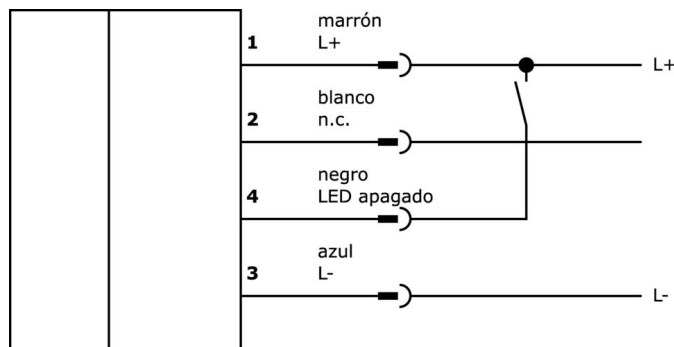 marrón
1 L+
L+
blanco
2 n.c.
negro
4 LED apagado
azul
3 L-
L-